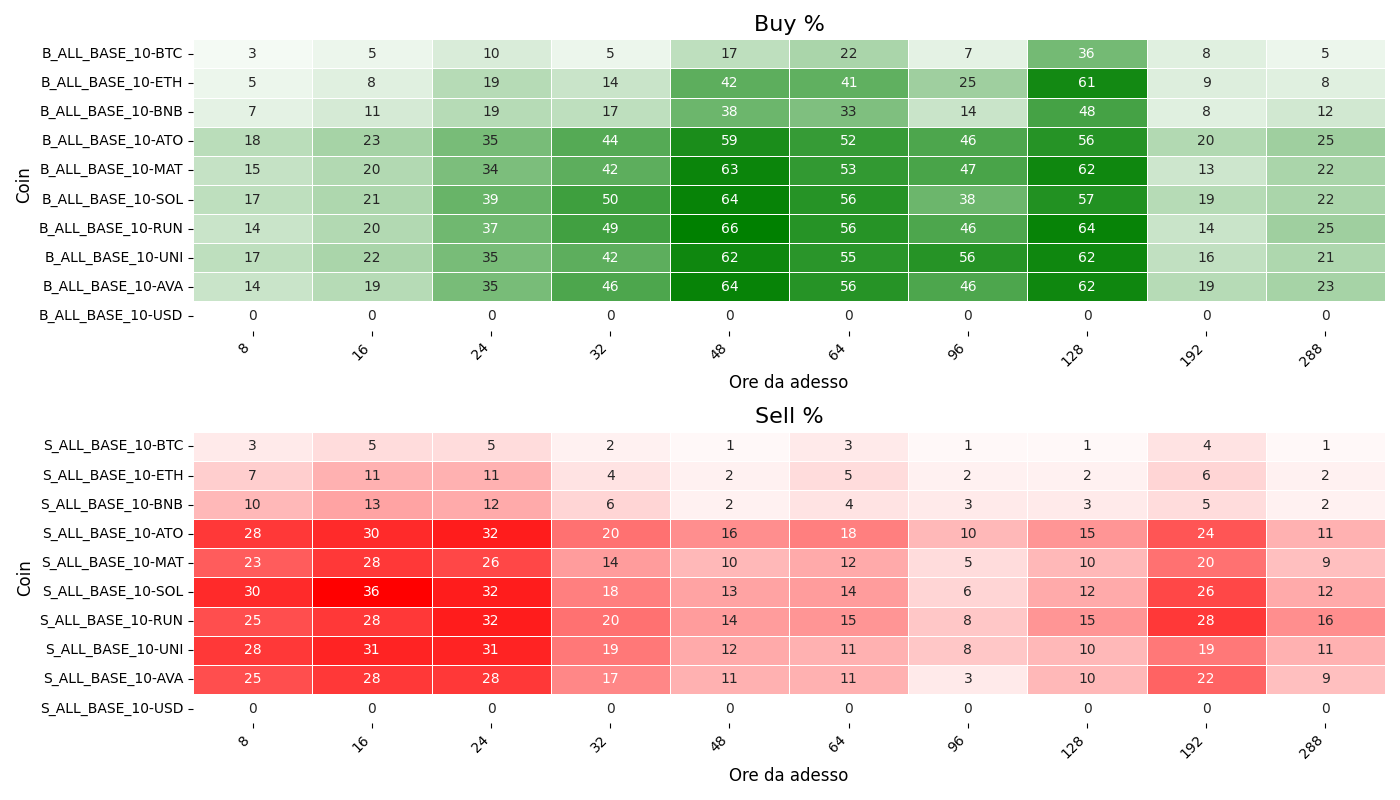 Buy %
Coin
B_ALL_BASE_10-BTC 3 5 10 5 17 22 7 36 8 5
B_ALL_BASE_10-ETH 5 8 19 14 42 41 25 61 9 8
B_ALL_BASE_10-BNB 7 11 19 17 38 33 14 48 8 12
B_ALL_BASE_10-ATO 18 23 35 44 59 52 46 56 20 25
B_ALL_BASE_10-MAT 15 20 34 42 63 53 47 62 13 22
B_ALL_BASE_10-SOL 17 21 39 50 64 56 38 57 19 22
B_ALL_BASE_10-RUN 14 20 37 49 66 56 46 64 14 25
B_ALL_BASE_10-UNI 17 22 35 42 62 55 56 62 16 21
B_ALL_BASE_10-AVA 14 19 35 46 64 56 46 62 19 23
B_ALL_BASE_10-USD 0 0 0 0 0 0 0 0 0 0
8 16 24 32 48 64 96 128 192 288
Ore da adesso
Sell %
Coin
S_ALL_BASE_10-BTC 3 5 5 2 1 3 1 1 4 1
S_ALL_BASE_10-ETH 7 11 11 4 2 5 2 2 6 2
S_ALL_BASE_10-BNB 10 13 12 6 2 4 3 3 5 2
S_ALL_BASE_10-ATO 28 30 32 20 16 18 10 15 24 11
S_ALL_BASE_10-MAT 23 28 26 14 10 12 5 10 20 9
S_ALL_BASE_10-SOL 30 36 32 18 13 14 6 12 26 12
S_ALL_BASE_10-RUN 25 28 32 20 14 15 8 15 28 16
S_ALL_BASE_10-UNI 28 31 31 19 12 11 8 10 19 11
S_ALL_BASE_10-AVA 25 28 28 17 11 11 3 10 22 9
S_ALL_BASE_10-USD 0 0 0 0 0 0 0 0 0 0
8 16 24 32 48 64 96 128 192 288
Ore da adesso